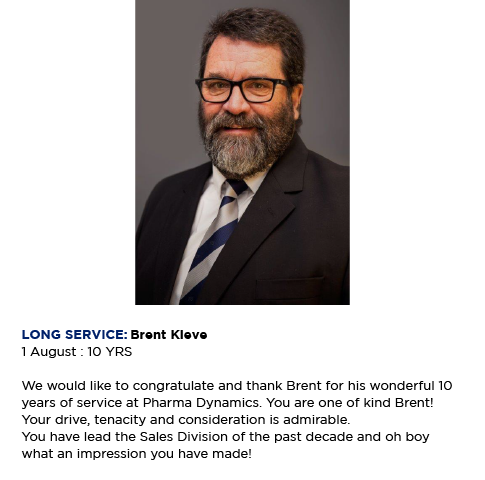 LONG SERVICE: Brent Kleve
1 August : 10 YRS
We would like to congratulate and thank Brent for his wonderful 10
years of service at Pharma Dynamics. You are one of kind Brent!
Your drive, tenacity and consideration is admirable.
You have lead the Sales Division of the past decade and oh boy
what an impression you have made!